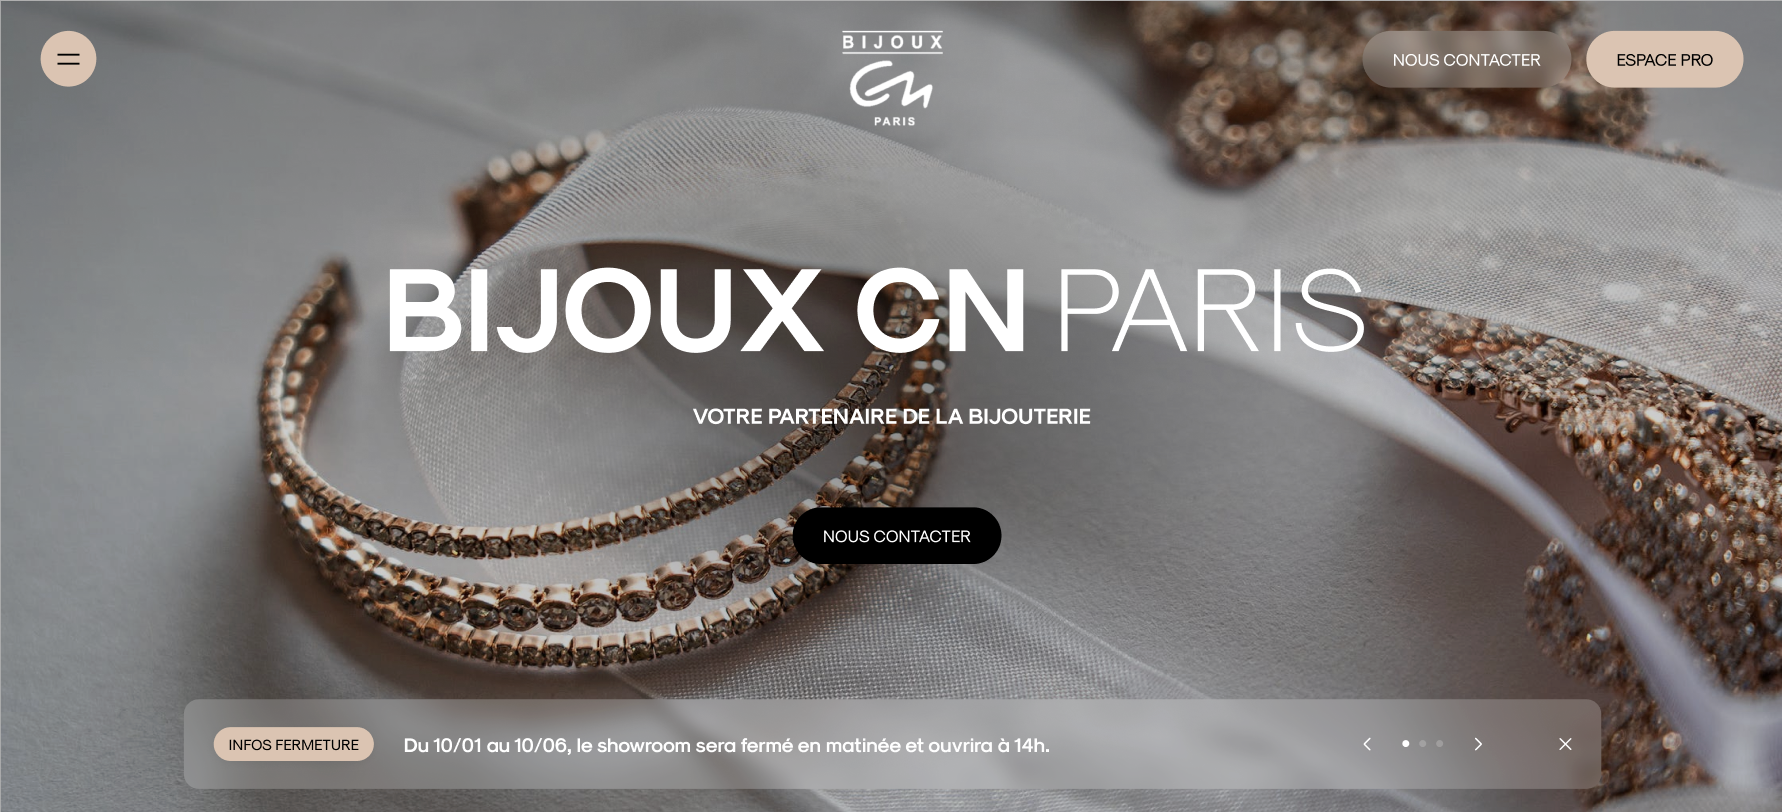 BIJOUX
CN
PARIS
NOUS CONTACTER
ESPACE PRO
BIJOUX CN PARIS
VOTRE PARTENAIRE DE LA BIJOUTERIE
NOUS CONTACTER
INFOS FERMETURE
Du 10/01 au 10/06, le showroom sera fermé en matinée et ouvrira à 14h.